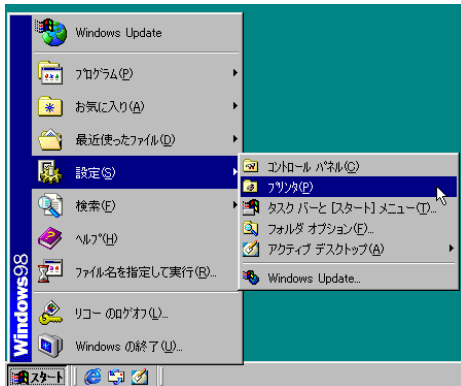 Windows Update
プログラム(P)
お気に入り(A)
最近使ったファイル(D)
設定(S)
検索(F)
ヘルプ(H)
ファイル名を指定して実行(R)...
リコー のログオフ(L)...
Windows の終了(U)...
Windows98
コントロール パネル(C)
プリンタ(P)
タスク バーと [スタート] メニュー(T)...
フォルダ オプション(F)...
アクティブ デスクトップ(A)
Windows Update...
スタート